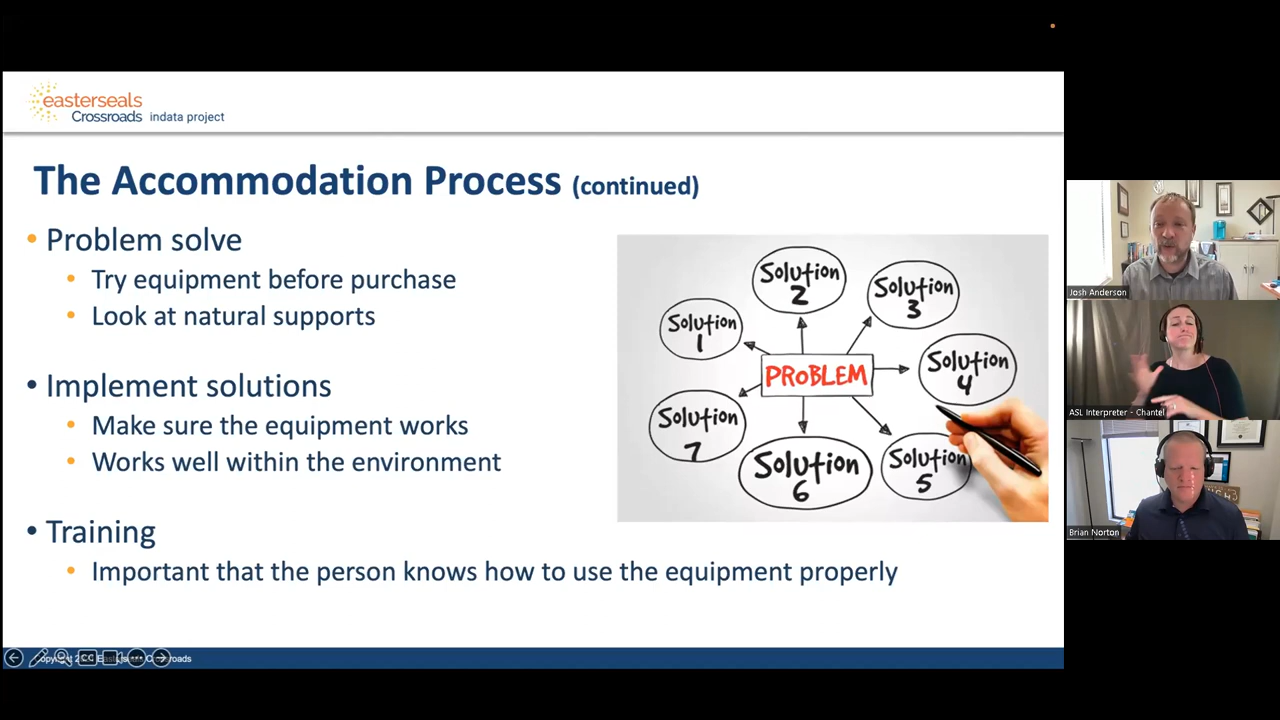 easterseals
Crossroads indata project
The Accommodation Process (continued)
• Problem solve
• Try equipment before purchase
• Look at natural supports
• Implement solutions
• Make sure the equipment works
• Works well within the environment
• Training
• Important that the person knows how to use the equipment properly
Solution 1
Solution 2
Solution 3
Solution 4
Solution 5
Solution 6
Solution 7
PROBLEM
Josh Anderson
ASL Interpreter - Chantel
Brian Norton